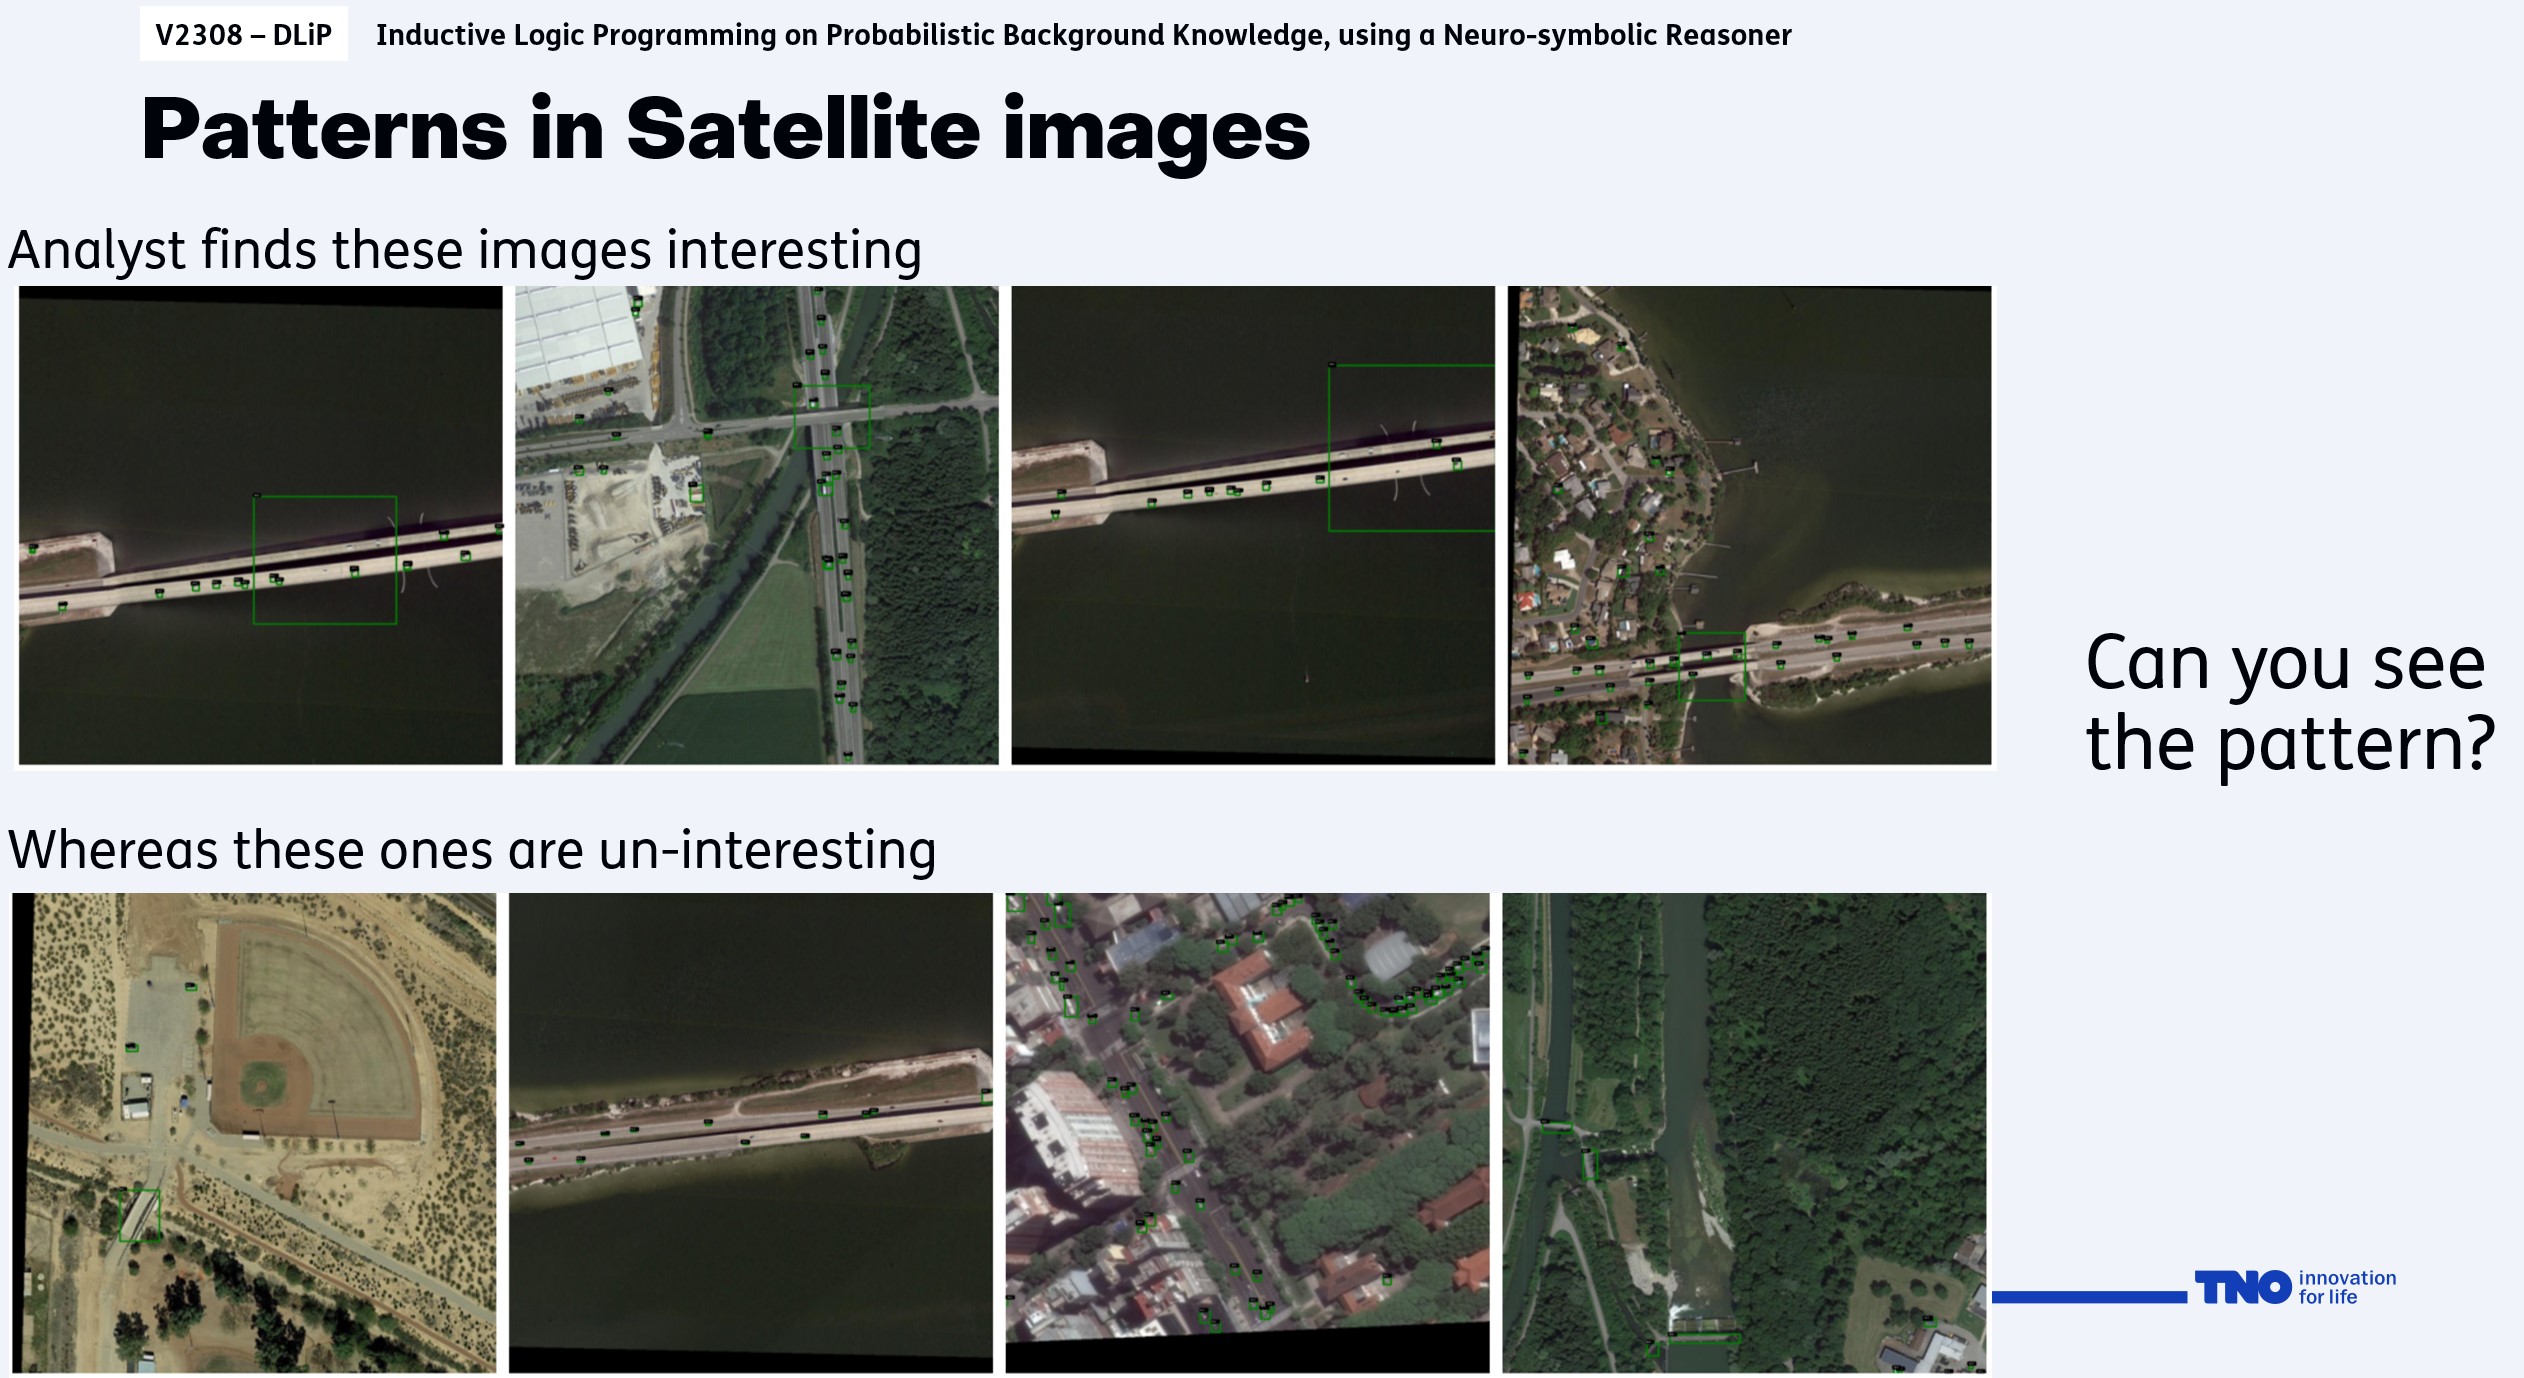 V2308 – DLiP Inductive Logic Programming on Probabilistic Background Knowledge, using a Neuro-symbolic Reasoner
Patterns in Satellite images
Analyst finds these images interesting
Can you see
the pattern?
Whereas these ones are un-interesting
TNO innovation
for life